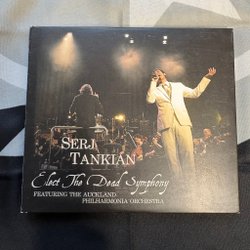 SERJ
TANKIAN
Elect The Dead Symphony
FEATURING THE AUCKLAND
PHILHARMONIA ORCHESTRA